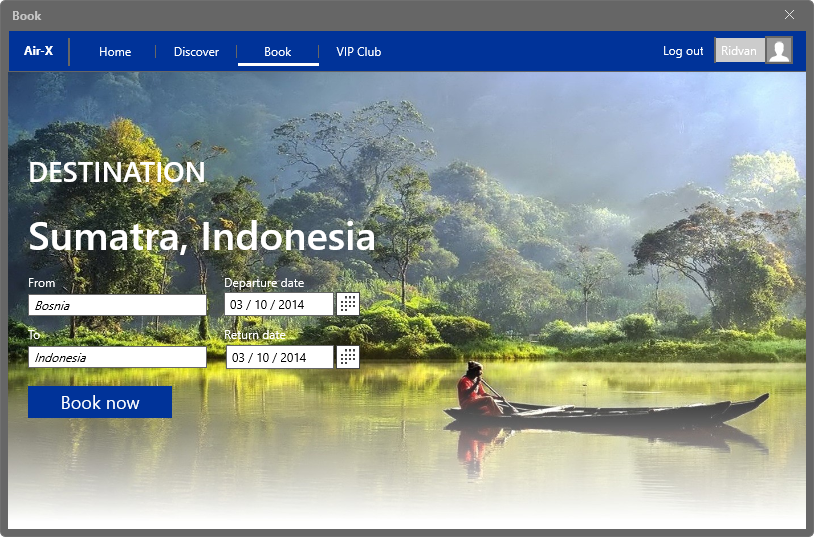 Book
Air-X Home Discover Book VIP Club Log out Ridvan
DESTINATION
Sumatra, Indonesia
From Departure date
Bosnia 03 / 10 / 2014
To Return date
Indonesia 03 / 10 / 2014
Book now